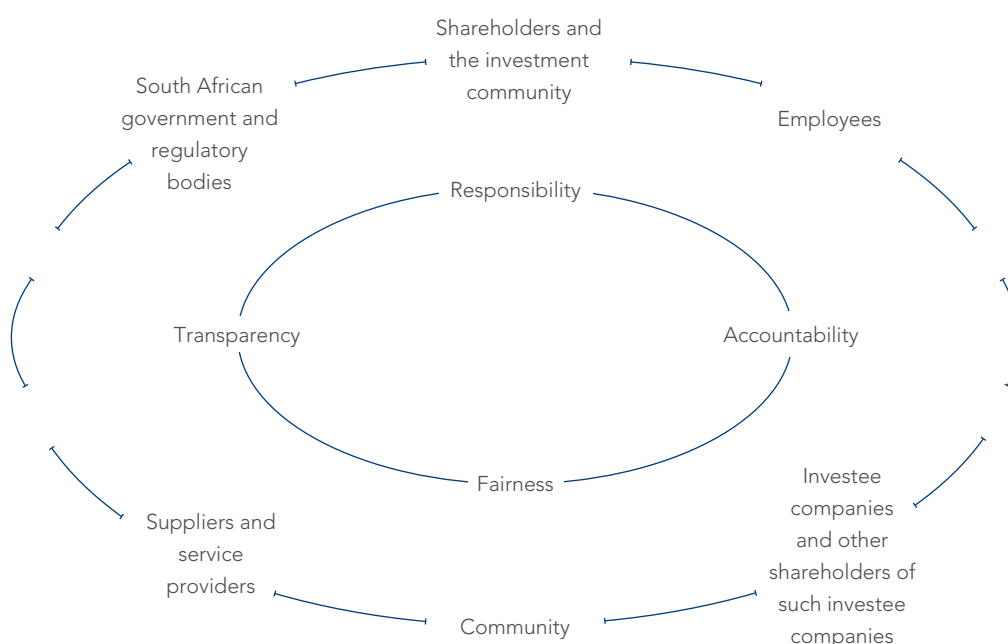 Shareholders and
the investment
community
South African
government and
regulatory
bodies
Employees
Responsibility
Transparency
Accountability
Fairness
Suppliers and
service
providers
Community
Investee
companies
and other
shareholders of
such investee
companies